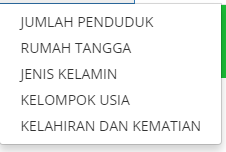 JUMLAH PENDUDUK
RUMAH TANGGA
JENIS KELAMIN
KELOMPOK USIA
KELAHIRAN DAN KEMATIAN